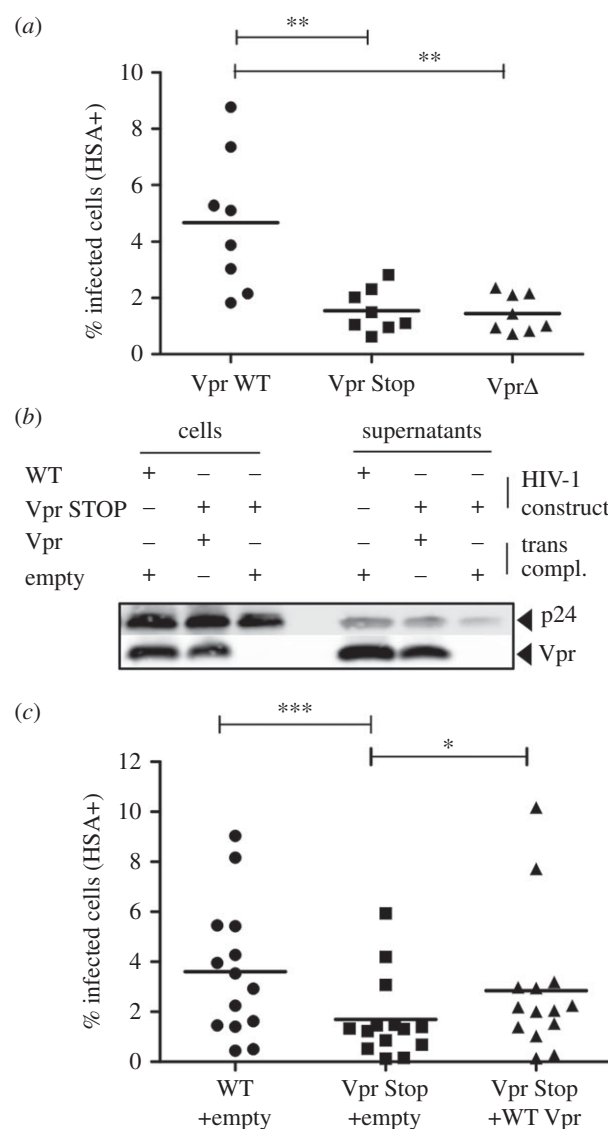 (a)
**
**
10
8
6
4
2
0
% infected cells (HSA+)
Vpr WT Vpr Stop VprΔ
(b)
cells supernatants
WT + – – + – – HIV-1
Vpr STOP – + + – + + construct
Vpr – + – – + – trans
empty + – + + – + compl.
p24
Vpr
(c)
***
*
12
10
8
6
4
2
0
% infected cells (HSA+)
WT Vpr Stop Vpr Stop
+empty +empty +WT Vpr